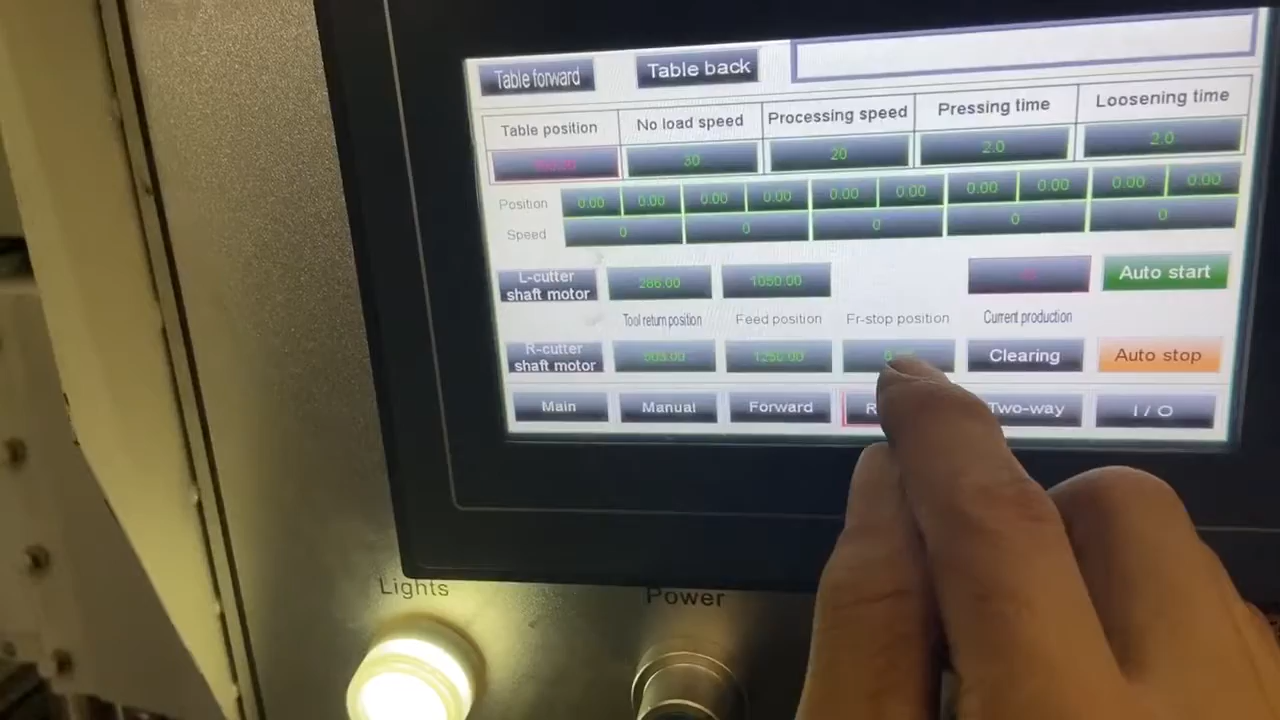 Table forward Table back
Table position No load speed Processing speed Pressing time Loosening time
30 20 2.0 2.0
Position 0.00 0.00 0.00 0.00 0.00 0.00 0.00 0.00 0.00 0.00
Speed 0 0 0 0 0
L-cutter shaft motor 286.00 1050.00 Auto start
Tool return position Feed position Fr-stop position Current production
R-cutter shaft motor 1250.00 Clearing Auto stop
Main Manual Forward Two-way I / O
Lights Power